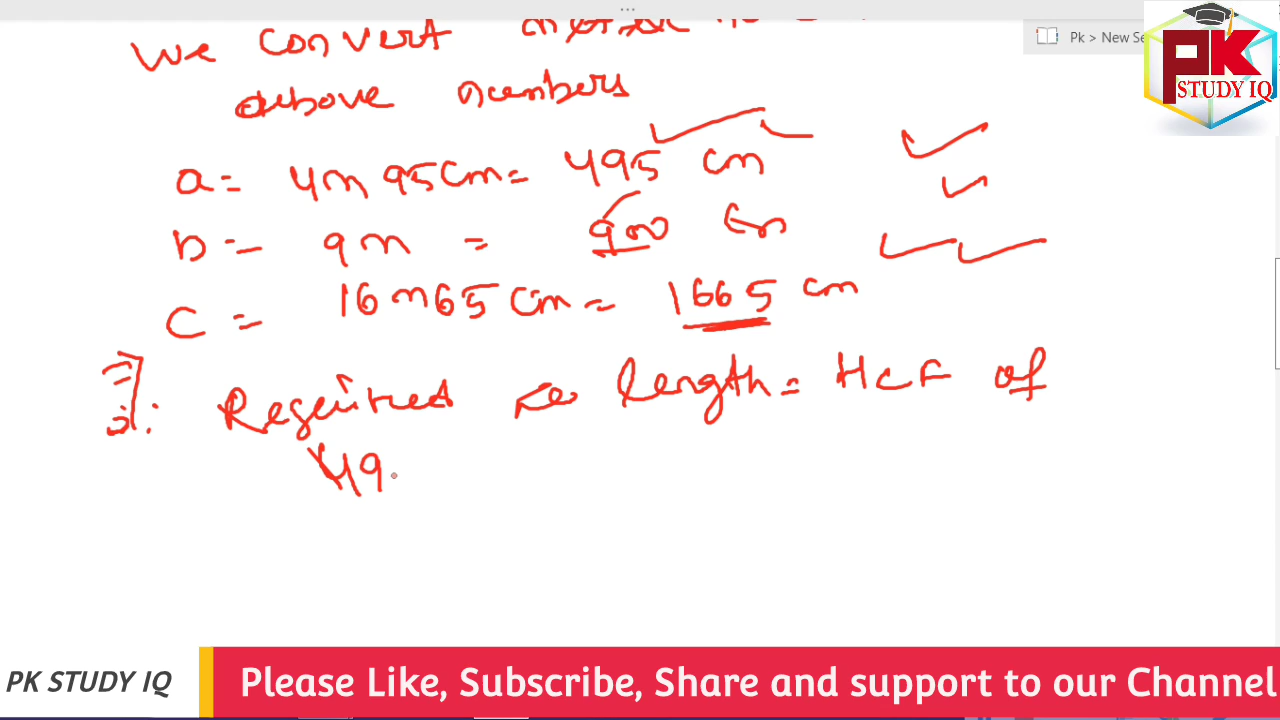 ...
We convert
Pk > New Se
PK
STUDY IQ
above numbers
a = 4m 95cm = 495 cm
b = 9m = 900 cm
c = 16m 65 cm = 1665 cm
Required length = HCF of
49
PK STUDY IQ
Please Like, Subscribe, Share and support to our Channel